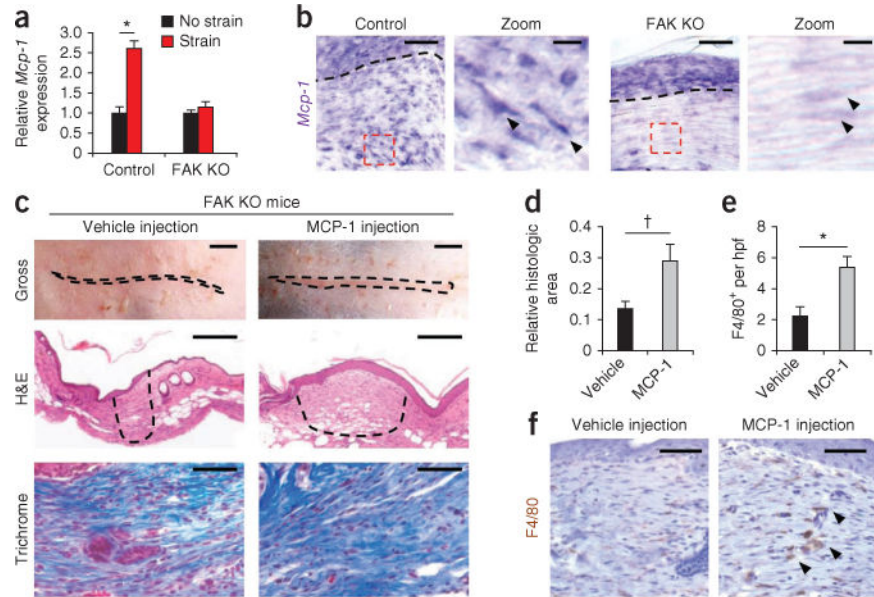 a
No strain
Strain
*
Relative Mcp-1
expression
3.0
2.5
2.0
1.5
1.0
0.5
0
Control
FAK KO
b
Control
Zoom
FAK KO
Zoom
Mcp-1
c
FAK KO mice
Vehicle injection
MCP-1 injection
Gross
H&E
Trichrome
d
Relative histologic
area
0.4
0.3
0.2
0.1
0
†
Vehicle
MCP-1
e
F4/80+ per hpf
8
6
4
2
0
*
Vehicle
MCP-1
f
Vehicle injection
MCP-1 injection
F4/80